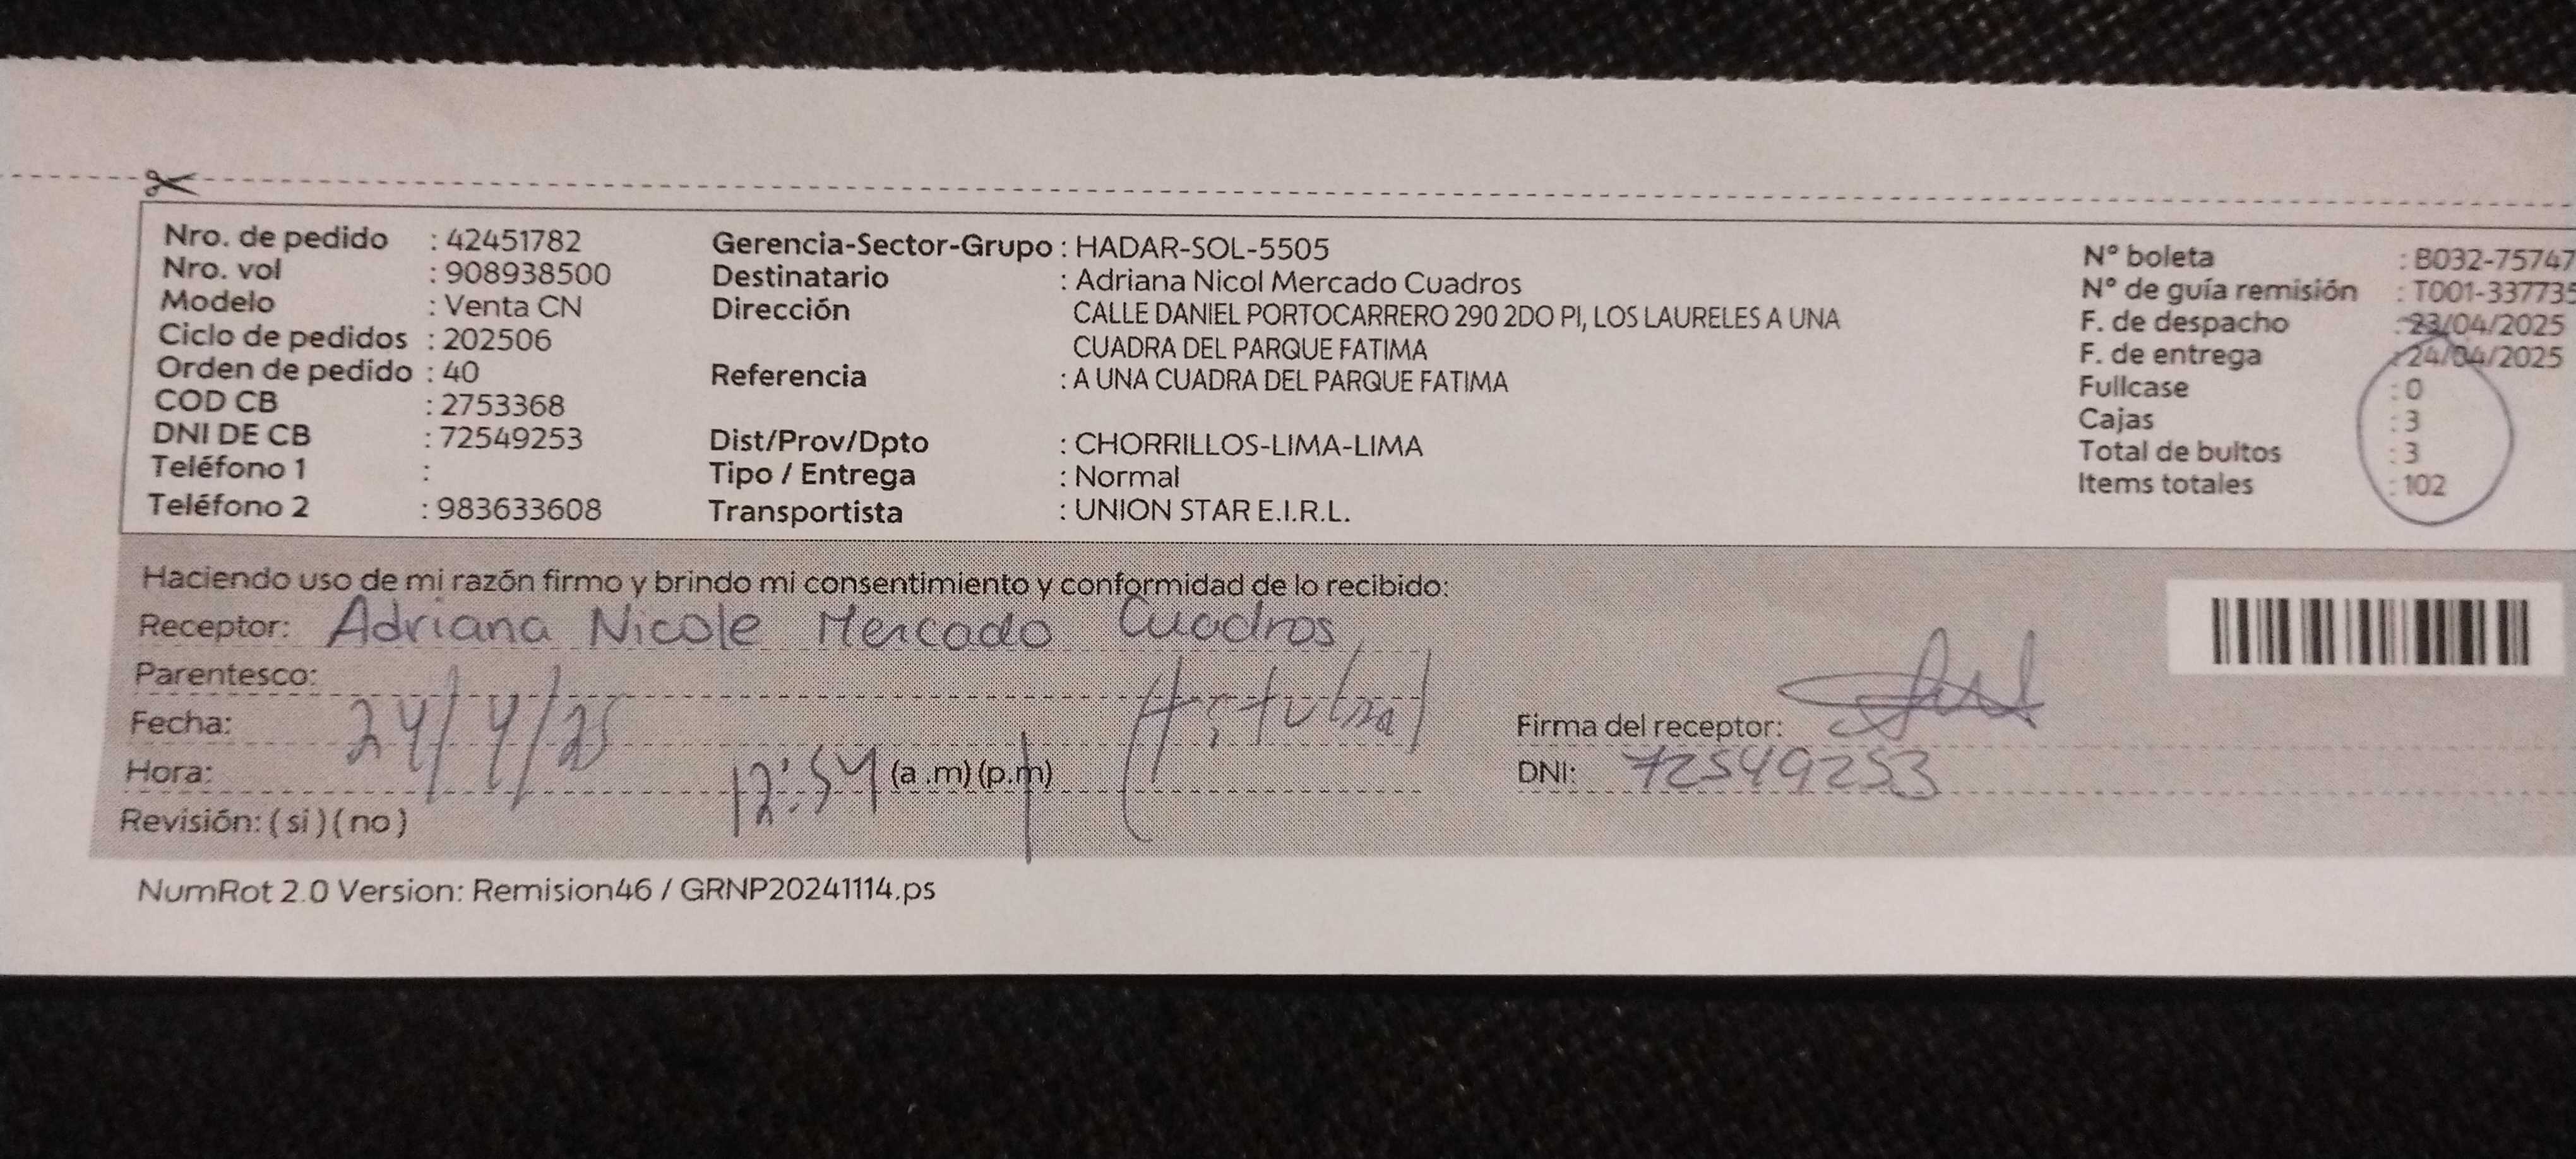 Nro. de pedido : 42451782
Nro. vol : 908938500
Modelo : Venta CN
Ciclo de pedidos : 202506
Orden de pedido : 40
COD CB : 2753368
DNI DE CB : 72549253
Teléfono 1 :
Teléfono 2 : 983633608
Gerencia-Sector-Grupo : HADAR-SOL-5505
Destinatario : Adriana Nicol Mercado Cuadros
Dirección CALLE DANIEL PORTOCARRERO 290 2DO PI, LOS LAURELES A UNA
CUADRA DEL PARQUE FATIMA
Referencia : A UNA CUADRA DEL PARQUE FATIMA
Dist/Prov/Dpto : CHORRILLOS-LIMA-LIMA
Tipo / Entrega : Normal
Transportista : UNION STAR E.I.R.L.
N° boleta : B032-75747
N° de guía remisión : T001-337735
F. de despacho : 23/04/2025
F. de entrega : 24/04/2025
Fullcase : 0
Cajas : 3
Total de bultos : 3
Items totales : 102
Haciendo uso de mi razón firmo y brindo mi consentimiento y conformidad de lo recibido:
Receptor: Adriana Nicole Mercado Cuadros
Parentesco:
Fecha: 24/4/25
Hora: 12:54 (a .m) (p.m)
Revisión: ( si ) ( no )
Firma del receptor:
DNI: 72549253
NumRot 2.0 Version: Remision46 / GRNP20241114.ps